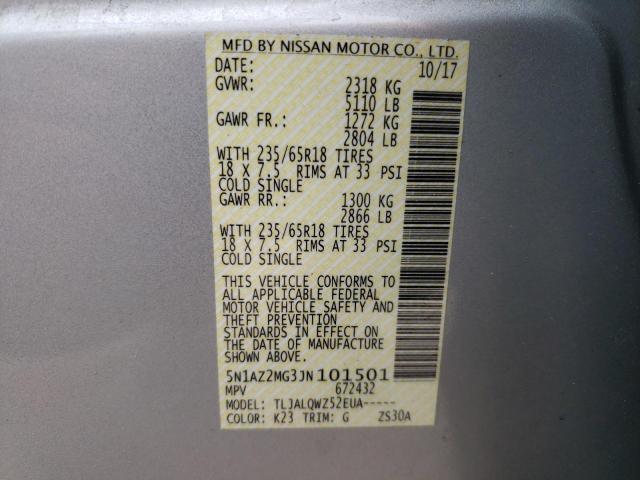 MFD BY NISSAN MOTOR CO., LTD.
DATE: 10/17
GVWR: 2318 KG
5110 LB
GAWR FR.: 1272 KG
2804 LB
WITH 235/65R18 TIRES
18 X 7.5 RIMS AT 33 PSI
COLD SINGLE
GAWR RR.: 1300 KG
2866 LB
WITH 235/65R18 TIRES
18 X 7.5 RIMS AT 33 PSI
COLD SINGLE
THIS VEHICLE CONFORMS TO
ALL APPLICABLE FEDERAL
MOTOR VEHICLE SAFETY AND
THEFT PREVENTION
STANDARDS IN EFFECT ON
THE DATE OF MANUFACTURE
SHOWN ABOVE.
5N1AZ2MG3JN101501
MPV 672432
MODEL: TLJALQWZ52EUA-----
COLOR: K23 TRIM: G ZS30A